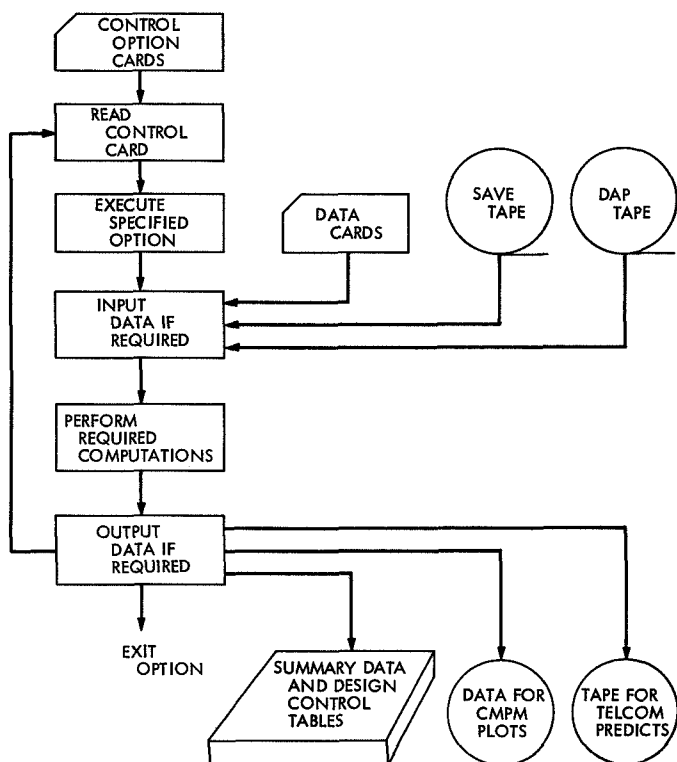 CONTROL
OPTION
CARDS
READ
CONTROL
CARD
EXECUTE
SPECIFIED
OPTION
DATA
CARDS
SAVE
TAPE
DAP
TAPE
INPUT
DATA IF
REQUIRED
PERFORM
REQUIRED
COMPUTATIONS
OUTPUT
DATA IF
REQUIRED
EXIT
OPTION
SUMMARY DATA
AND DESIGN
CONTROL
TABLES
DATA FOR
CMPM
PLOTS
TAPE FOR
TELCOM
PREDICTS